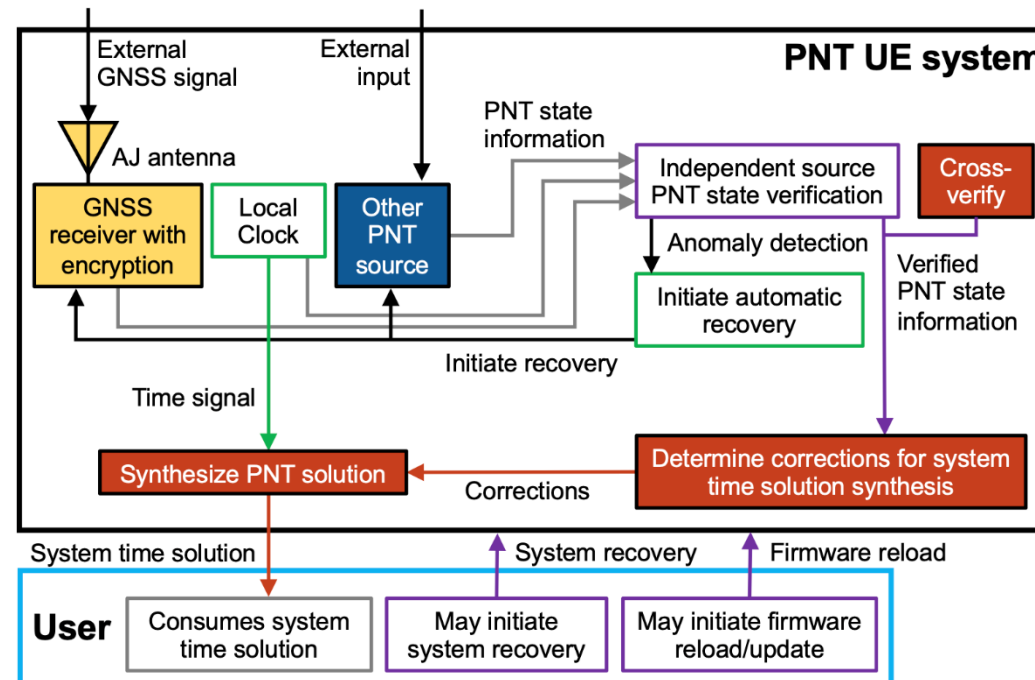 External
GNSS signal
External
input
PNT UE system
PNT state
information
AJ antenna
GNSS
receiver with
encryption
Local
Clock
Other
PNT
source
Independent source
PNT state verification
Cross-
verify
Anomaly detection
Verified
PNT state
information
Initiate automatic
recovery
Initiate recovery
Time signal
Synthesize PNT solution
Corrections
Determine corrections for system
time solution synthesis
System time solution
System recovery
Firmware reload
User
Consumes system
time solution
May initiate
system recovery
May initiate firmware
reload/update